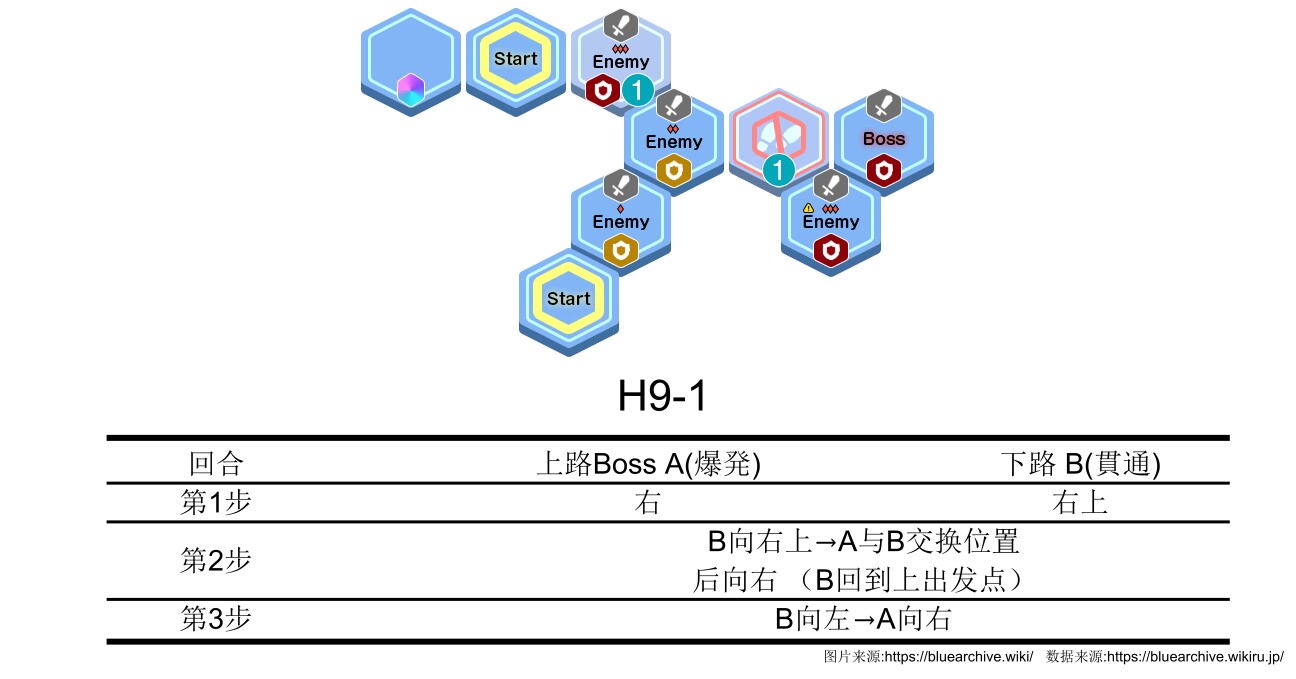 Start
Enemy
1
Enemy
1
Boss
Enemy
Enemy
Start
H9-1
回合 上路Boss A(爆発) 下路 B(貫通)
第1步 右 右上
第2步 B向右上→A与B交换位置
后向右 （B回到上出发点）
第3步 B向左→A向右
图片来源:https://bluearchive.wiki/ 数据来源:https://bluearchive.wikiru.jp/